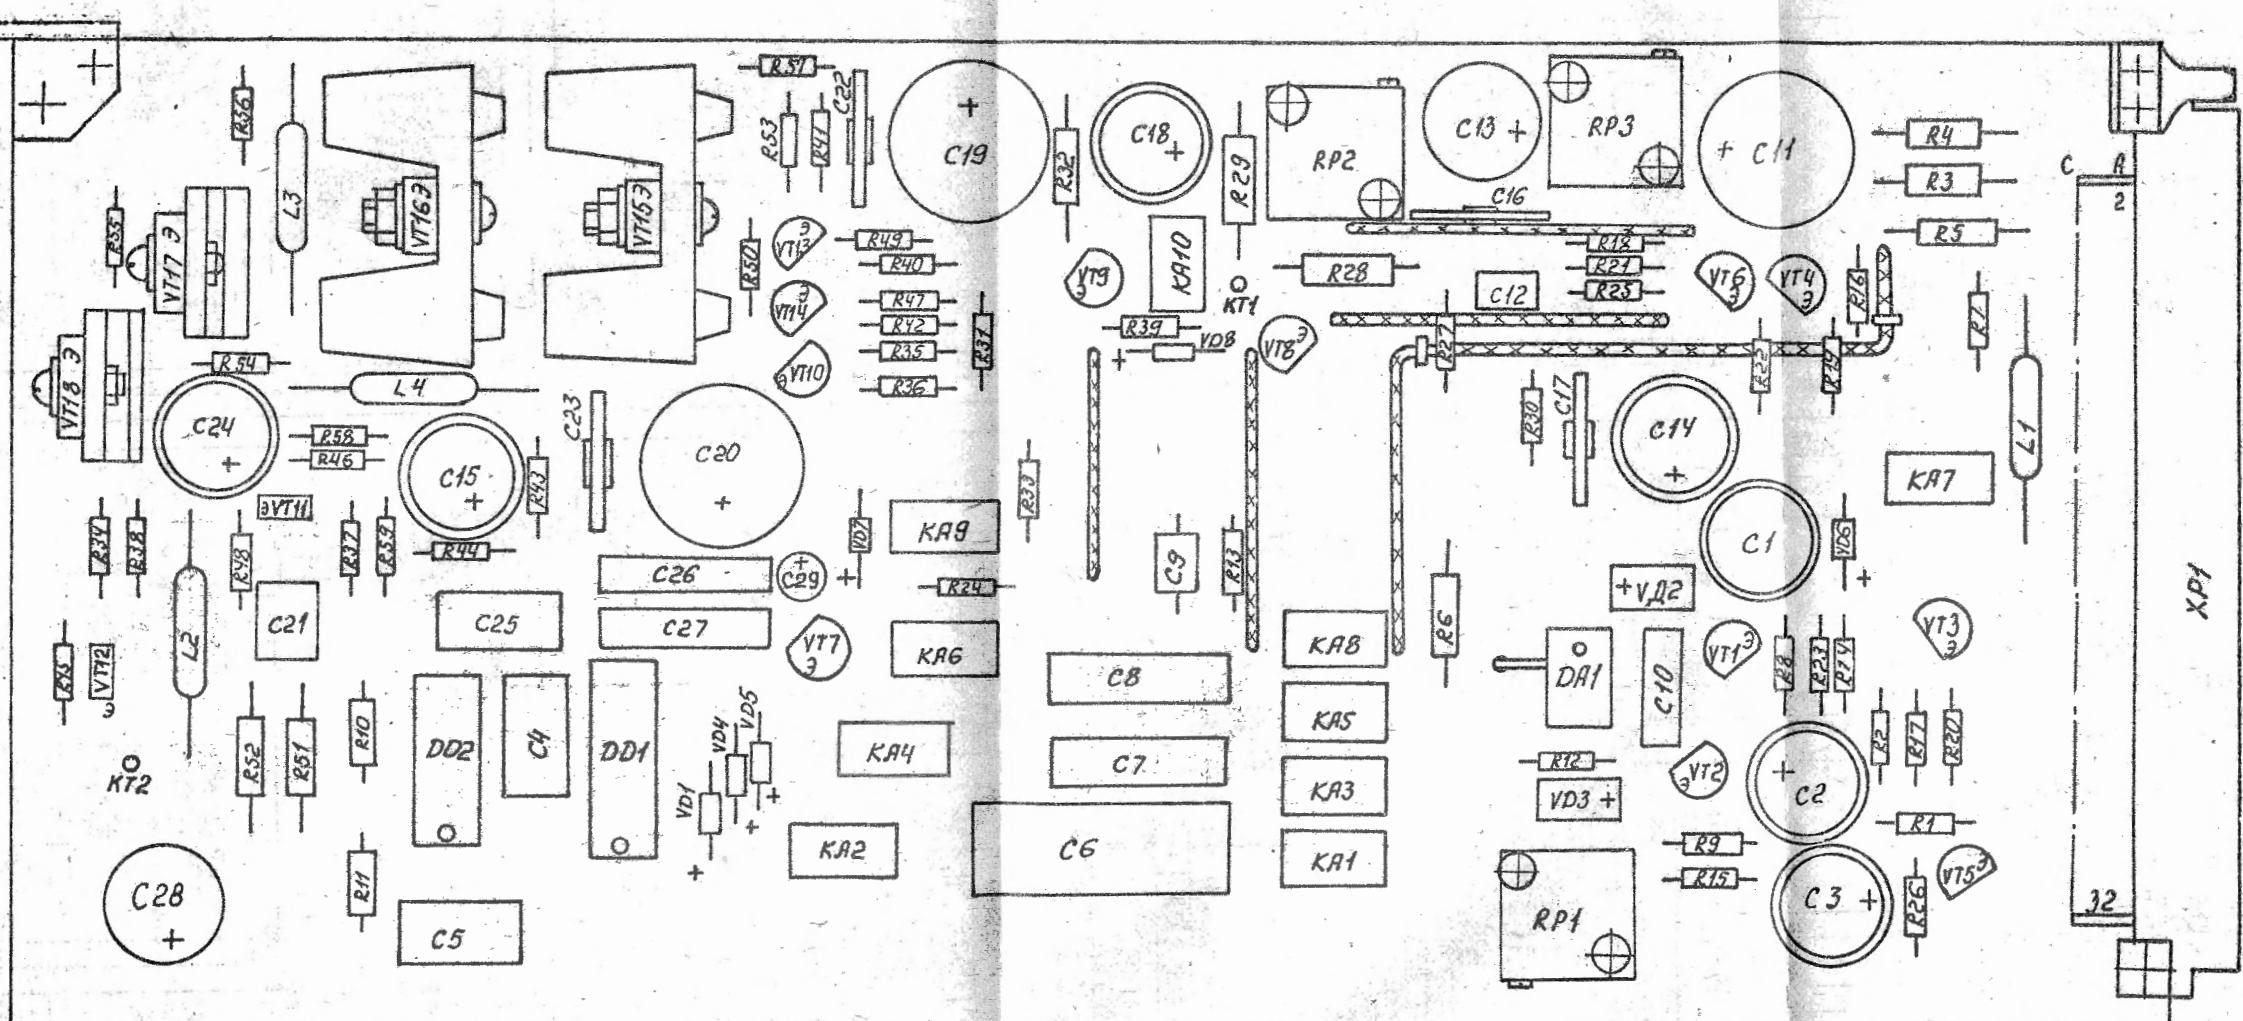 R57
R56
C22
C19
C18
C13
RP3
C11
R4
R53
R41
R32
R29
RP2
R3
C
A
2
L3
VT16Э
VT15Э
C16
R5
R55
VT17 Э
R50
VT13
Э
R49
R40
KA10
R18
VT9
R28
R21
VT6
Э
VT4
Э
R16
KT1
C12
R25
VT14
Э
R47
R42
R31
R39
VD8
R7
VT18 Э
R54
R35
VT8
Э
R27
R22
R19
L4
VT10
Э
R36
+
C24
+
C23
R30
C17
C14
+
L1
R58
R46
C15
+
R43
C20
+
KA7
ЭVT11
R33
R34
R38
R48
R37
R59
R44
VD7
+
KA9
C9
R13
C1
VD6
+
C26
C29
+
R24
+VД2
XP1
C21
C25
C27
VT7
Э
KA6
KA8
R6
VT3
Э
VT12
Э
L2
C8
DA1
C10
VT1
Э
R8
R23
R14
R10
DD2
C4
DD1
VD4
VD5
KA4
KA5
R2
R17
R20
R52
R51
KT2
C7
R12
VT2
Э
+
C2
VD1
+
+
+
KA3
VD3 +
R1
KA2
C6
KA1
R9
R15
VT5
Э
R11
C28
+
C5
RP1
C3
+
R26
32